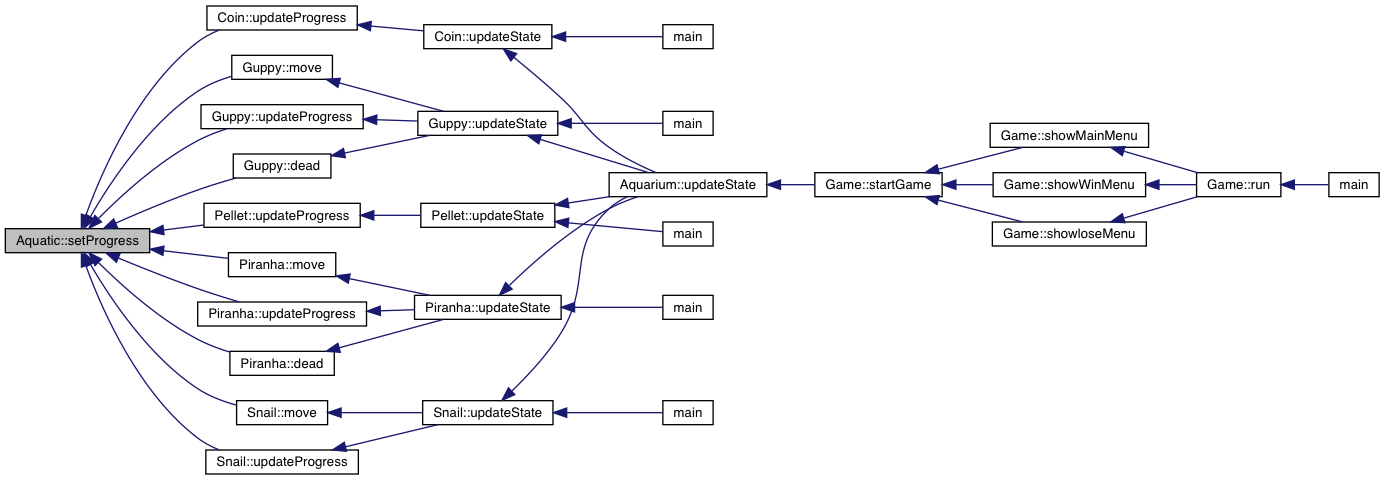 Coin::updateProgress
Coin::updateState
main
Guppy::move
Guppy::updateProgress
Guppy::updateState
main
Guppy::dead
Game::showMainMenu
Aquarium::updateState
Game::startGame
Game::showWinMenu
Game::run
main
Pellet::updateProgress
Pellet::updateState
main
Game::showloseMenu
Aquatic::setProgress
Piranha::move
Piranha::updateProgress
Piranha::updateState
main
Piranha::dead
Snail::move
Snail::updateState
main
Snail::updateProgress